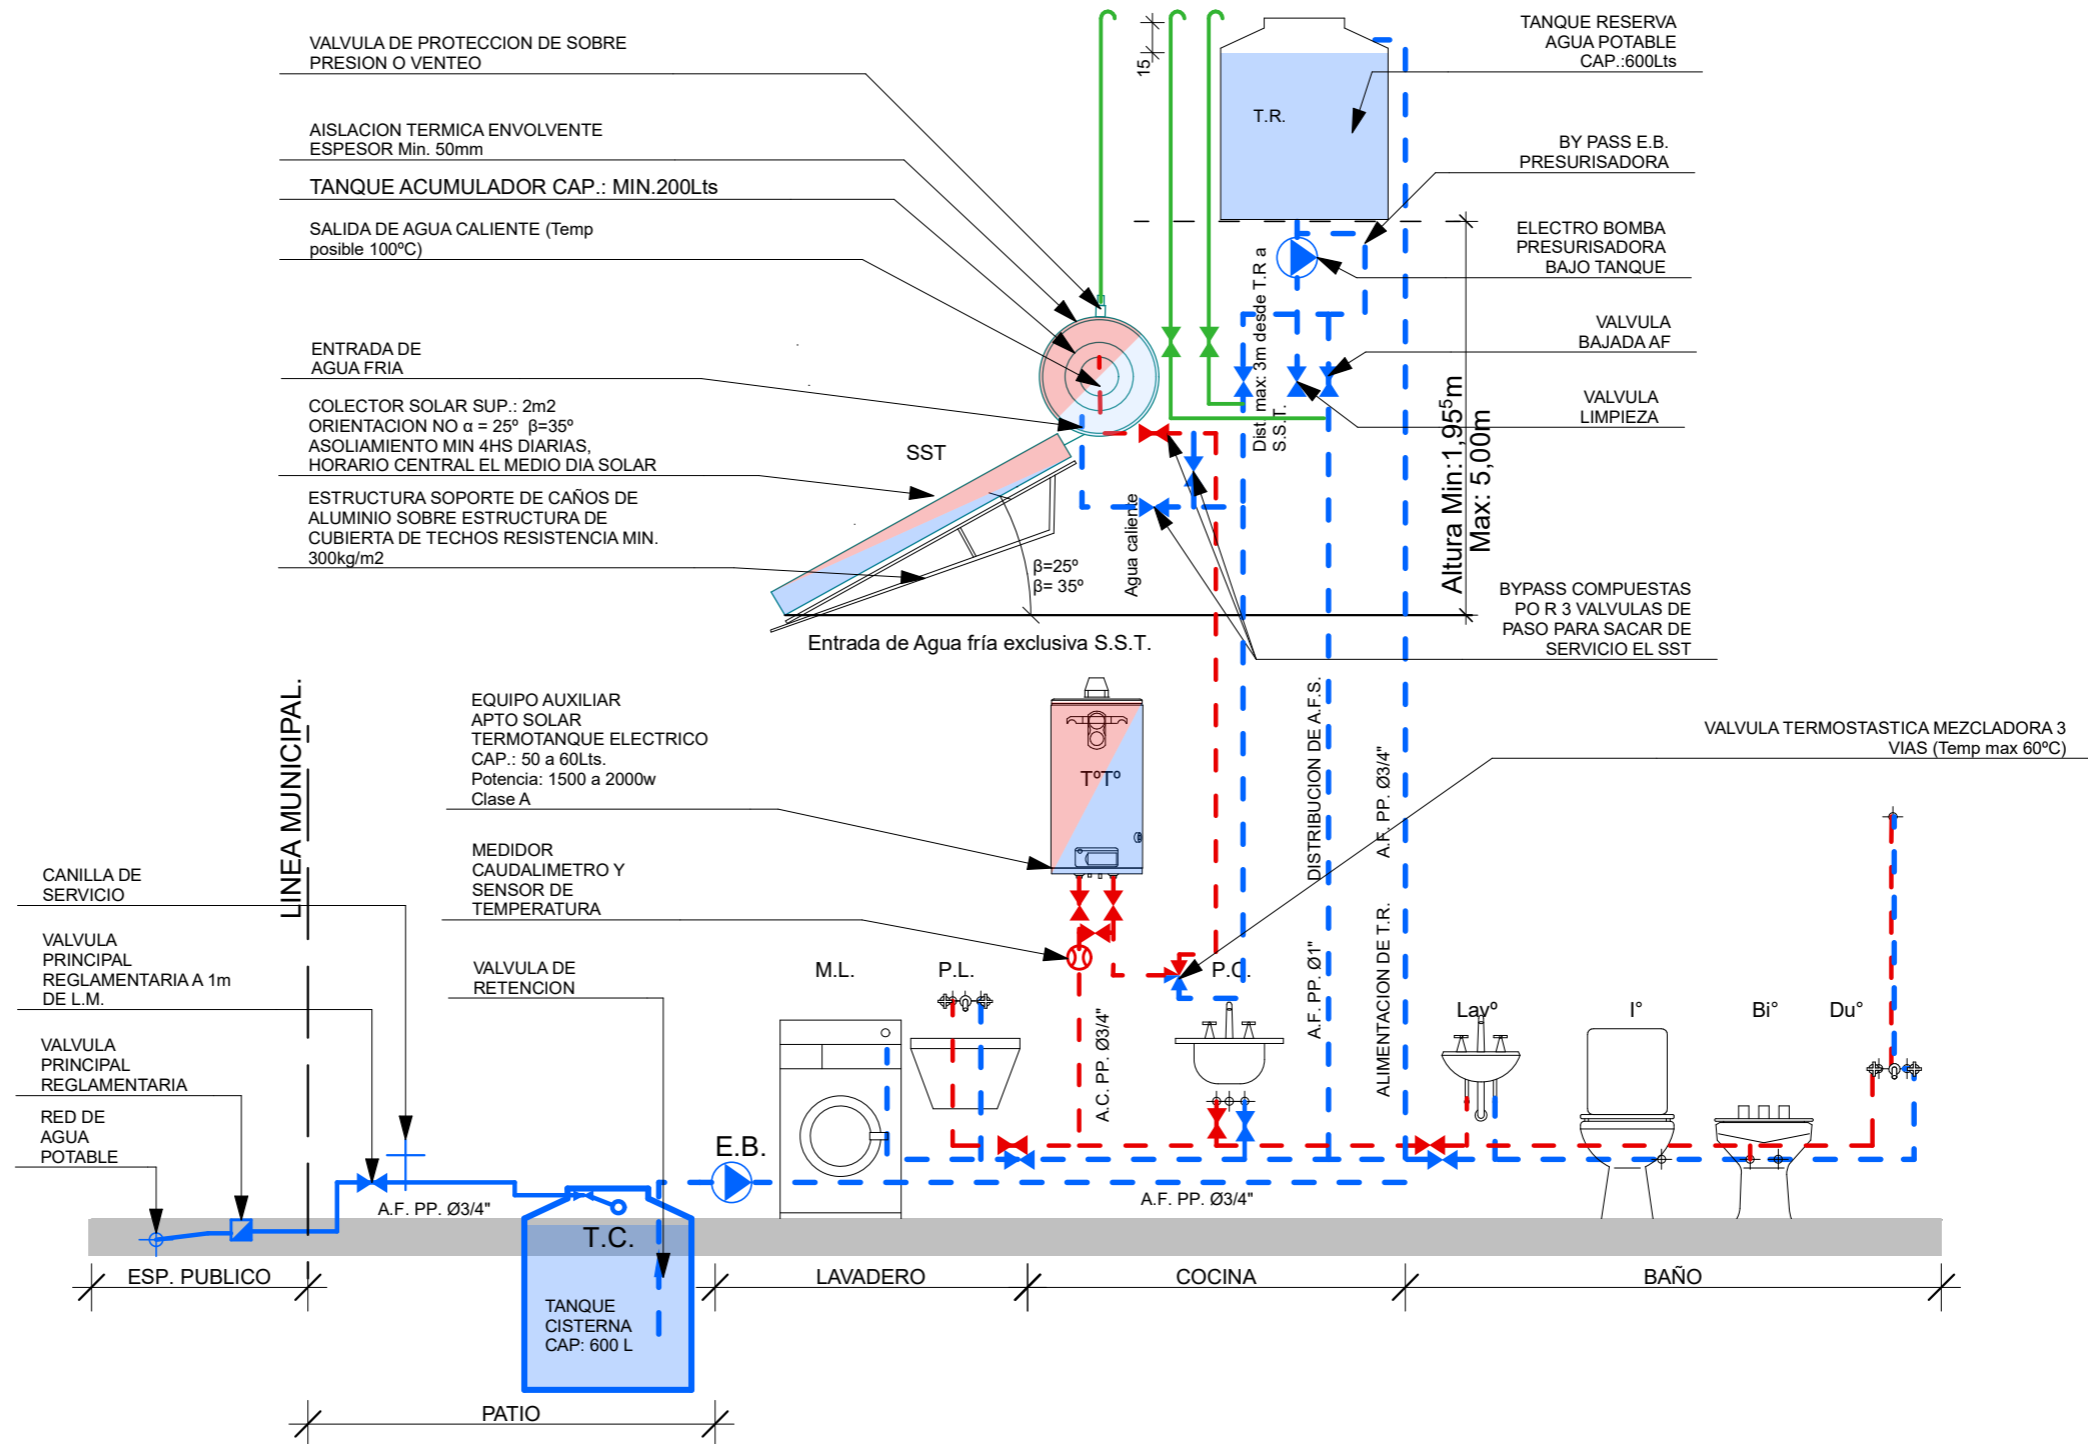 VALVULA DE PROTECCION DE SOBRE
PRESION O VENTEO
AISLACION TERMICA ENVOLVENTE
ESPESOR Min. 50mm
TANQUE ACUMULADOR CAP.: MIN.200Lts
SALIDA DE AGUA CALIENTE (Temp
posible 100ºC)
ENTRADA DE
AGUA FRIA
COLECTOR SOLAR SUP.: 2m2
ORIENTACION NO α = 25º β=35º
ASOLIAMIENTO MIN 4HS DIARIAS,
HORARIO CENTRAL EL MEDIO DIA SOLAR
ESTRUCTURA SOPORTE DE CAÑOS DE
ALUMINIO SOBRE ESTRUCTURA DE
CUBIERTA DE TECHOS RESISTENCIA MIN.
300kg/m2
SST
β=25º
β= 35º
Entrada de Agua fría exclusiva S.S.T.
Agua caliente
15
T.R.
Dist max: 3m desde T.R a
S.S.T.
TANQUE RESERVA
AGUA POTABLE
CAP.:600Lts
BY PASS E.B.
PRESURISADORA
ELECTRO BOMBA
PRESURISADORA
BAJO TANQUE
VALVULA
BAJADA AF
VALVULA
LIMPIEZA
Altura Min:1,95⁵m
Max: 5,00m
BYPASS COMPUESTAS
PO R 3 VALVULAS DE
PASO PARA SACAR DE
SERVICIO EL SST
VALVULA TERMOSTASTICA MEZCLADORA 3
VIAS (Temp max 60ºC)
LINEA MUNICIPAL.
EQUIPO AUXILIAR
APTO SOLAR
TERMOTANQUE ELECTRICO
CAP.: 50 a 60Lts.
Potencia: 1500 a 2000w
Clase A
TºTº
MEDIDOR
CAUDALIMETRO Y
SENSOR DE
TEMPERATURA
VALVULA DE
RETENCION
CANILLA DE
SERVICIO
VALVULA
PRINCIPAL
REGLAMENTARIA A 1m
DE L.M.
VALVULA
PRINCIPAL
REGLAMENTARIA
RED DE
AGUA
POTABLE
A.F. PP. Ø3/4"
T.C.
TANQUE
CISTERNA
CAP: 600 L
E.B.
M.L.
P.L.
A.C. PP. Ø3/4"
P.C.
A.F. PP. Ø1"
DISTRIBUCION DE A.F.S.
ALIMENTACION DE T.R.
A.F. PP. Ø3/4"
A.F. PP. Ø3/4"
Lavº
I°
Bi°
Du°
ESP. PUBLICO
LAVADERO
COCINA
BAÑO
PATIO